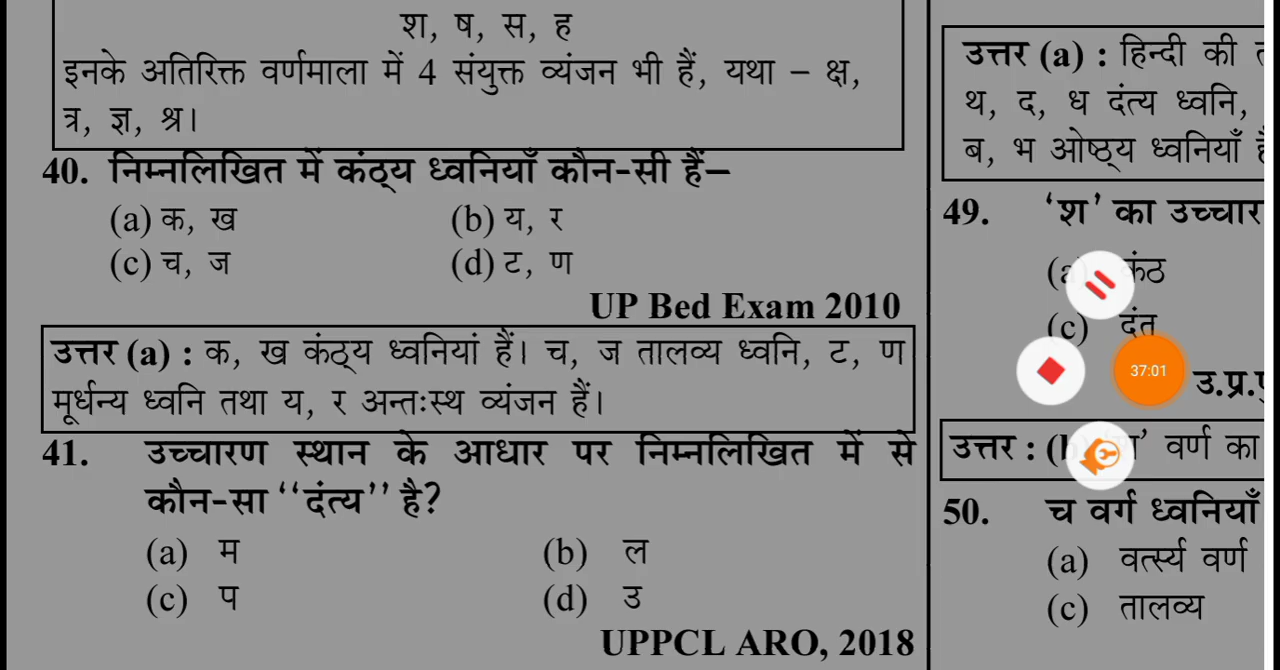 श, ष, स, ह
इनके अतिरिक्त वर्णमाला में 4 संयुक्त व्यंजन भी हैं, यथा – क्ष,
त्र, ज्ञ, श्र।
40. निम्नलिखित में कंठ्य ध्वनियाँ कौन-सी हैं–
(a) क, ख (b) य, र
(c) च, ज (d) ट, ण
UP Bed Exam 2010
उत्तर (a) : क, ख कंठ्य ध्वनियां हैं। च, ज तालव्य ध्वनि, ट, ण
मूर्धन्य ध्वनि तथा य, र अन्तःस्थ व्यंजन हैं।
41. उच्चारण स्थान के आधार पर निम्नलिखित में से
कौन-सा ‘‘दंत्य’’ है?
(a) म (b) ल
(c) प (d) उ
UPPCL ARO, 2018
उत्तर (a) : हिन्दी की
थ, द, ध दंत्य ध्वनि,
ब, भ ओष्ठ्य ध्वनियाँ
49. ‘श’ का उच्चार
कंठ
(c) दंत
37:01
उ.प्र.
उत्तर : वर्ण का
50. च वर्ग ध्वनियाँ
(a) वर्त्स्य वर्ण
(c) तालव्य